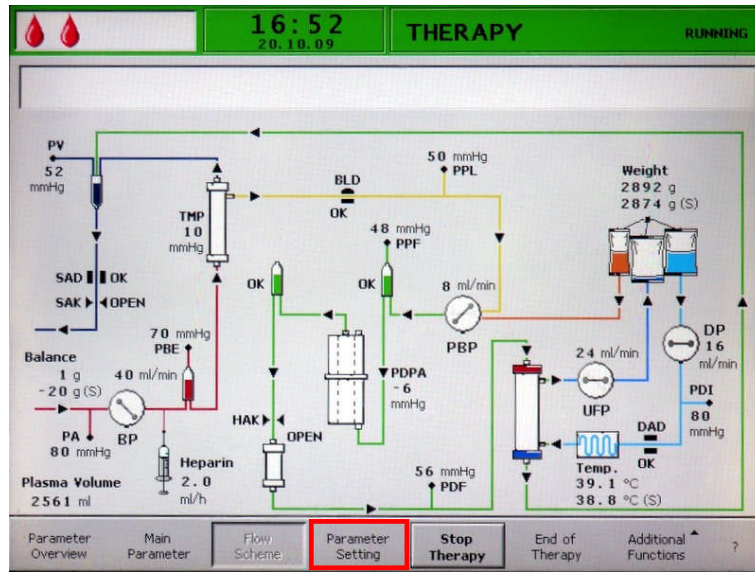 16:52
20.10.09
THERAPY
RUNNING
PV
52
mmHg
50 mmHg
PPL
BLD
OK
Weight
2892 g
2874 g (S)
TMP
10
mmHg
48 mmHg
PPF
SAD OK
SAK OPEN
OK
OK
8 ml/min
PBP
70 mmHg
PBE
DP
16
ml/min
Balance
1 g
-20 g (S)
40 ml/min
PDPA
-6
mmHg
24 ml/min
UFP
PDI
80
mmHg
PA
80 mmHg
BP
HAK
OPEN
DAD
OK
Heparin
2.0
ml/h
56 mmHg
PDF
Temp.
39.1 °C
38.8 °C (S)
Plasma Volume
2561 ml
Parameter
Overview
Main
Parameter
Flow
Scheme
Parameter
Setting
Stop
Therapy
End of
Therapy
Additional
Functions
?